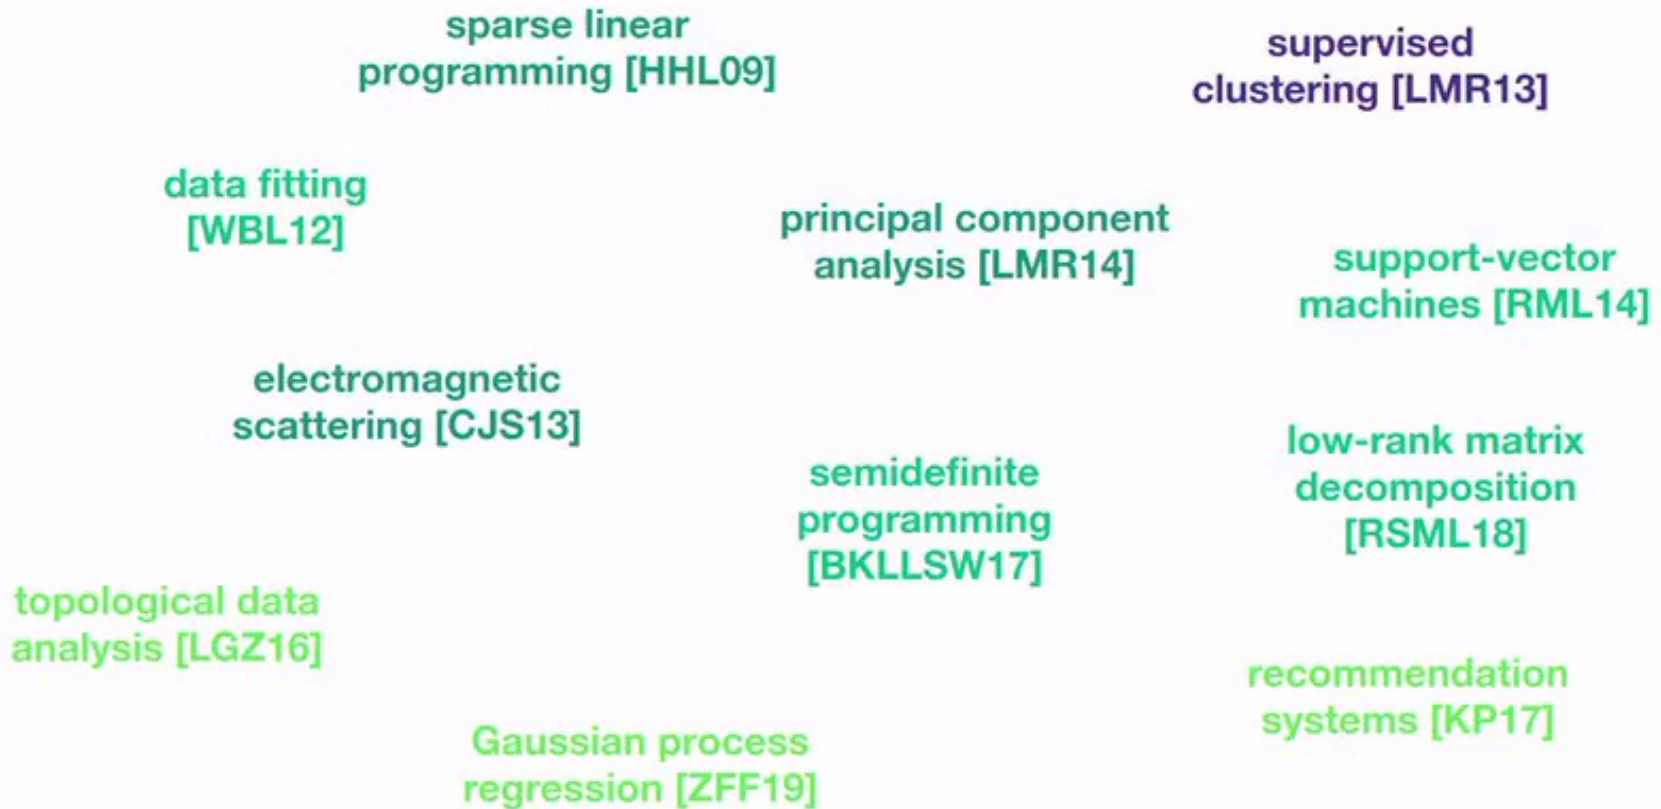 sparse linear
programming [HHL09]
supervised
clustering [LMR13]
data fitting
[WBL12]
principal component
analysis [LMR14]
support-vector
machines [RML14]
electromagnetic
scattering [CJS13]
low-rank matrix
decomposition
[RSML18]
semidefinite
programming
[BKLLSW17]
topological data
analysis [LGZ16]
recommendation
systems [KP17]
Gaussian process
regression [ZFF19]